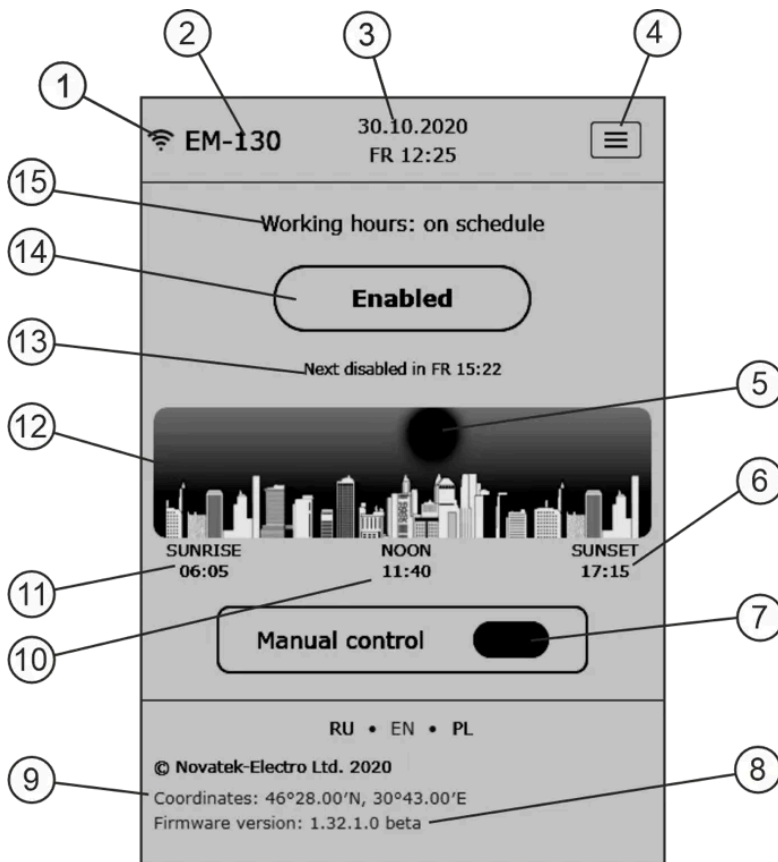 2
3
4
1
EM-130
30.10.2020
FR 12:25
15
Working hours: on schedule
14
Enabled
13
Next disabled in FR 15:22
5
12
6
SUNRISE
06:05
NOON
11:40
SUNSET
17:15
11
7
10
Manual control
RU • EN • PL
© Novatek-Electro Ltd. 2020
9
8
Coordinates: 46°28.00′N, 30°43.00′E
Firmware version: 1.32.1.0 beta